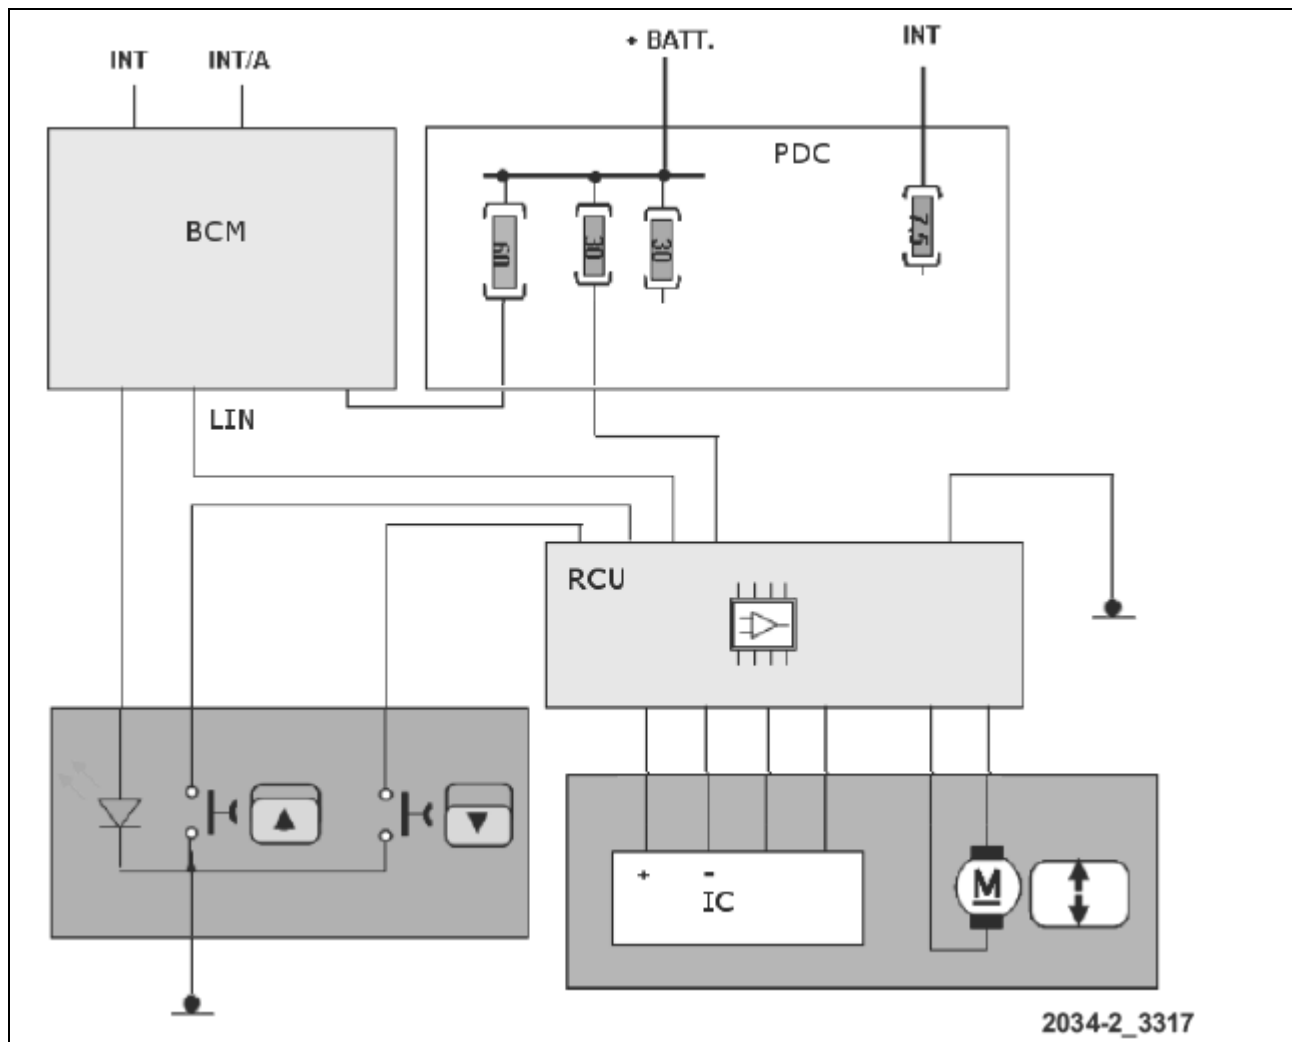 + BATT.
INT
INT
INT/A
PDC
BCM
60
30
30
7.5
LIN
RCU
+ -
IC
M
2034-2_3317